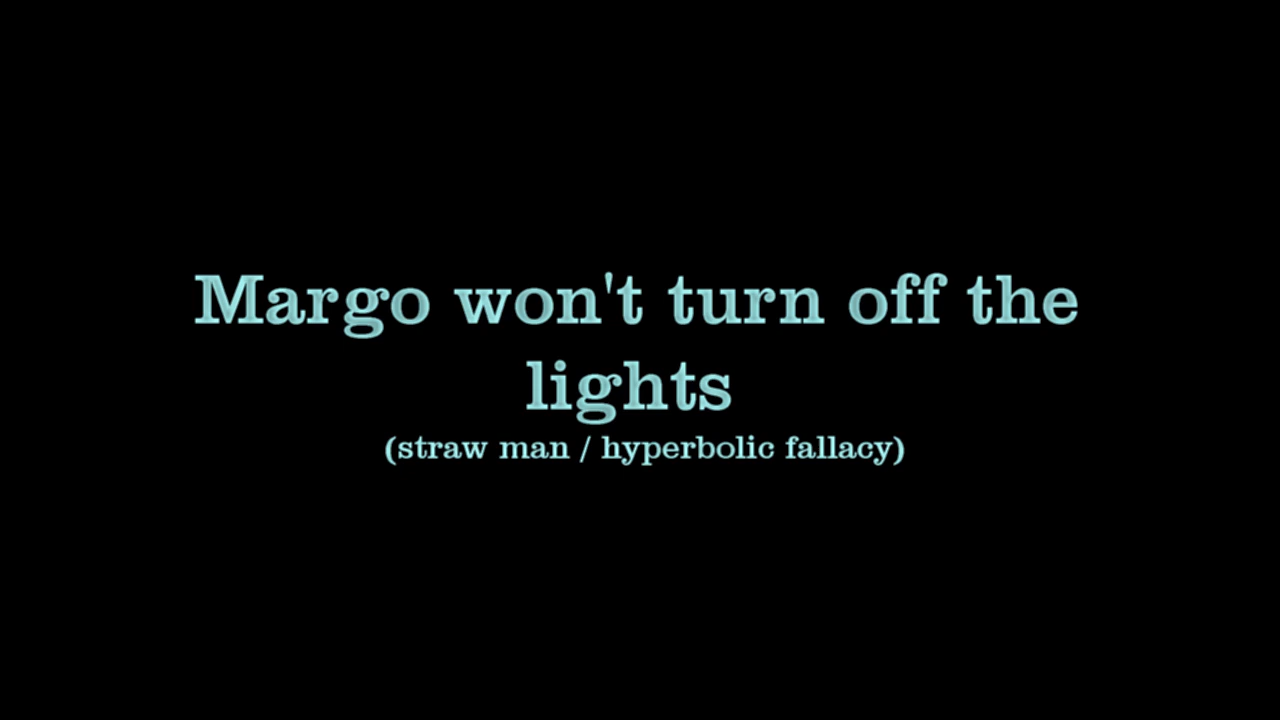 Margo won't turn off the
lights
(straw man / hyperbolic fallacy)